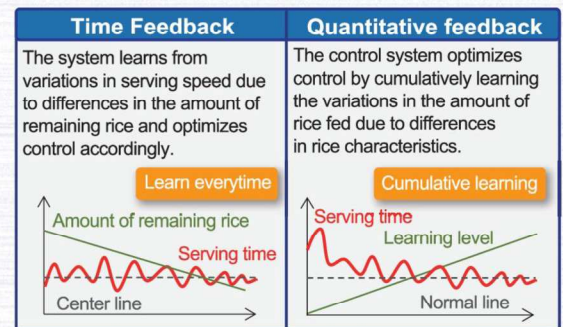 Time Feedback
The system learns from
variations in serving speed due
to differences in the amount of
remaining rice and optimizes
control accordingly.
Learn everytime
Amount of remaining rice
Serving time
Center line
Quantitative feedback
The control system optimizes
control by cumulatively learning
the variations in the amount of
rice fed due to differences
in rice characteristics.
Cumulative learning
Serving time
Learning level
Normal line